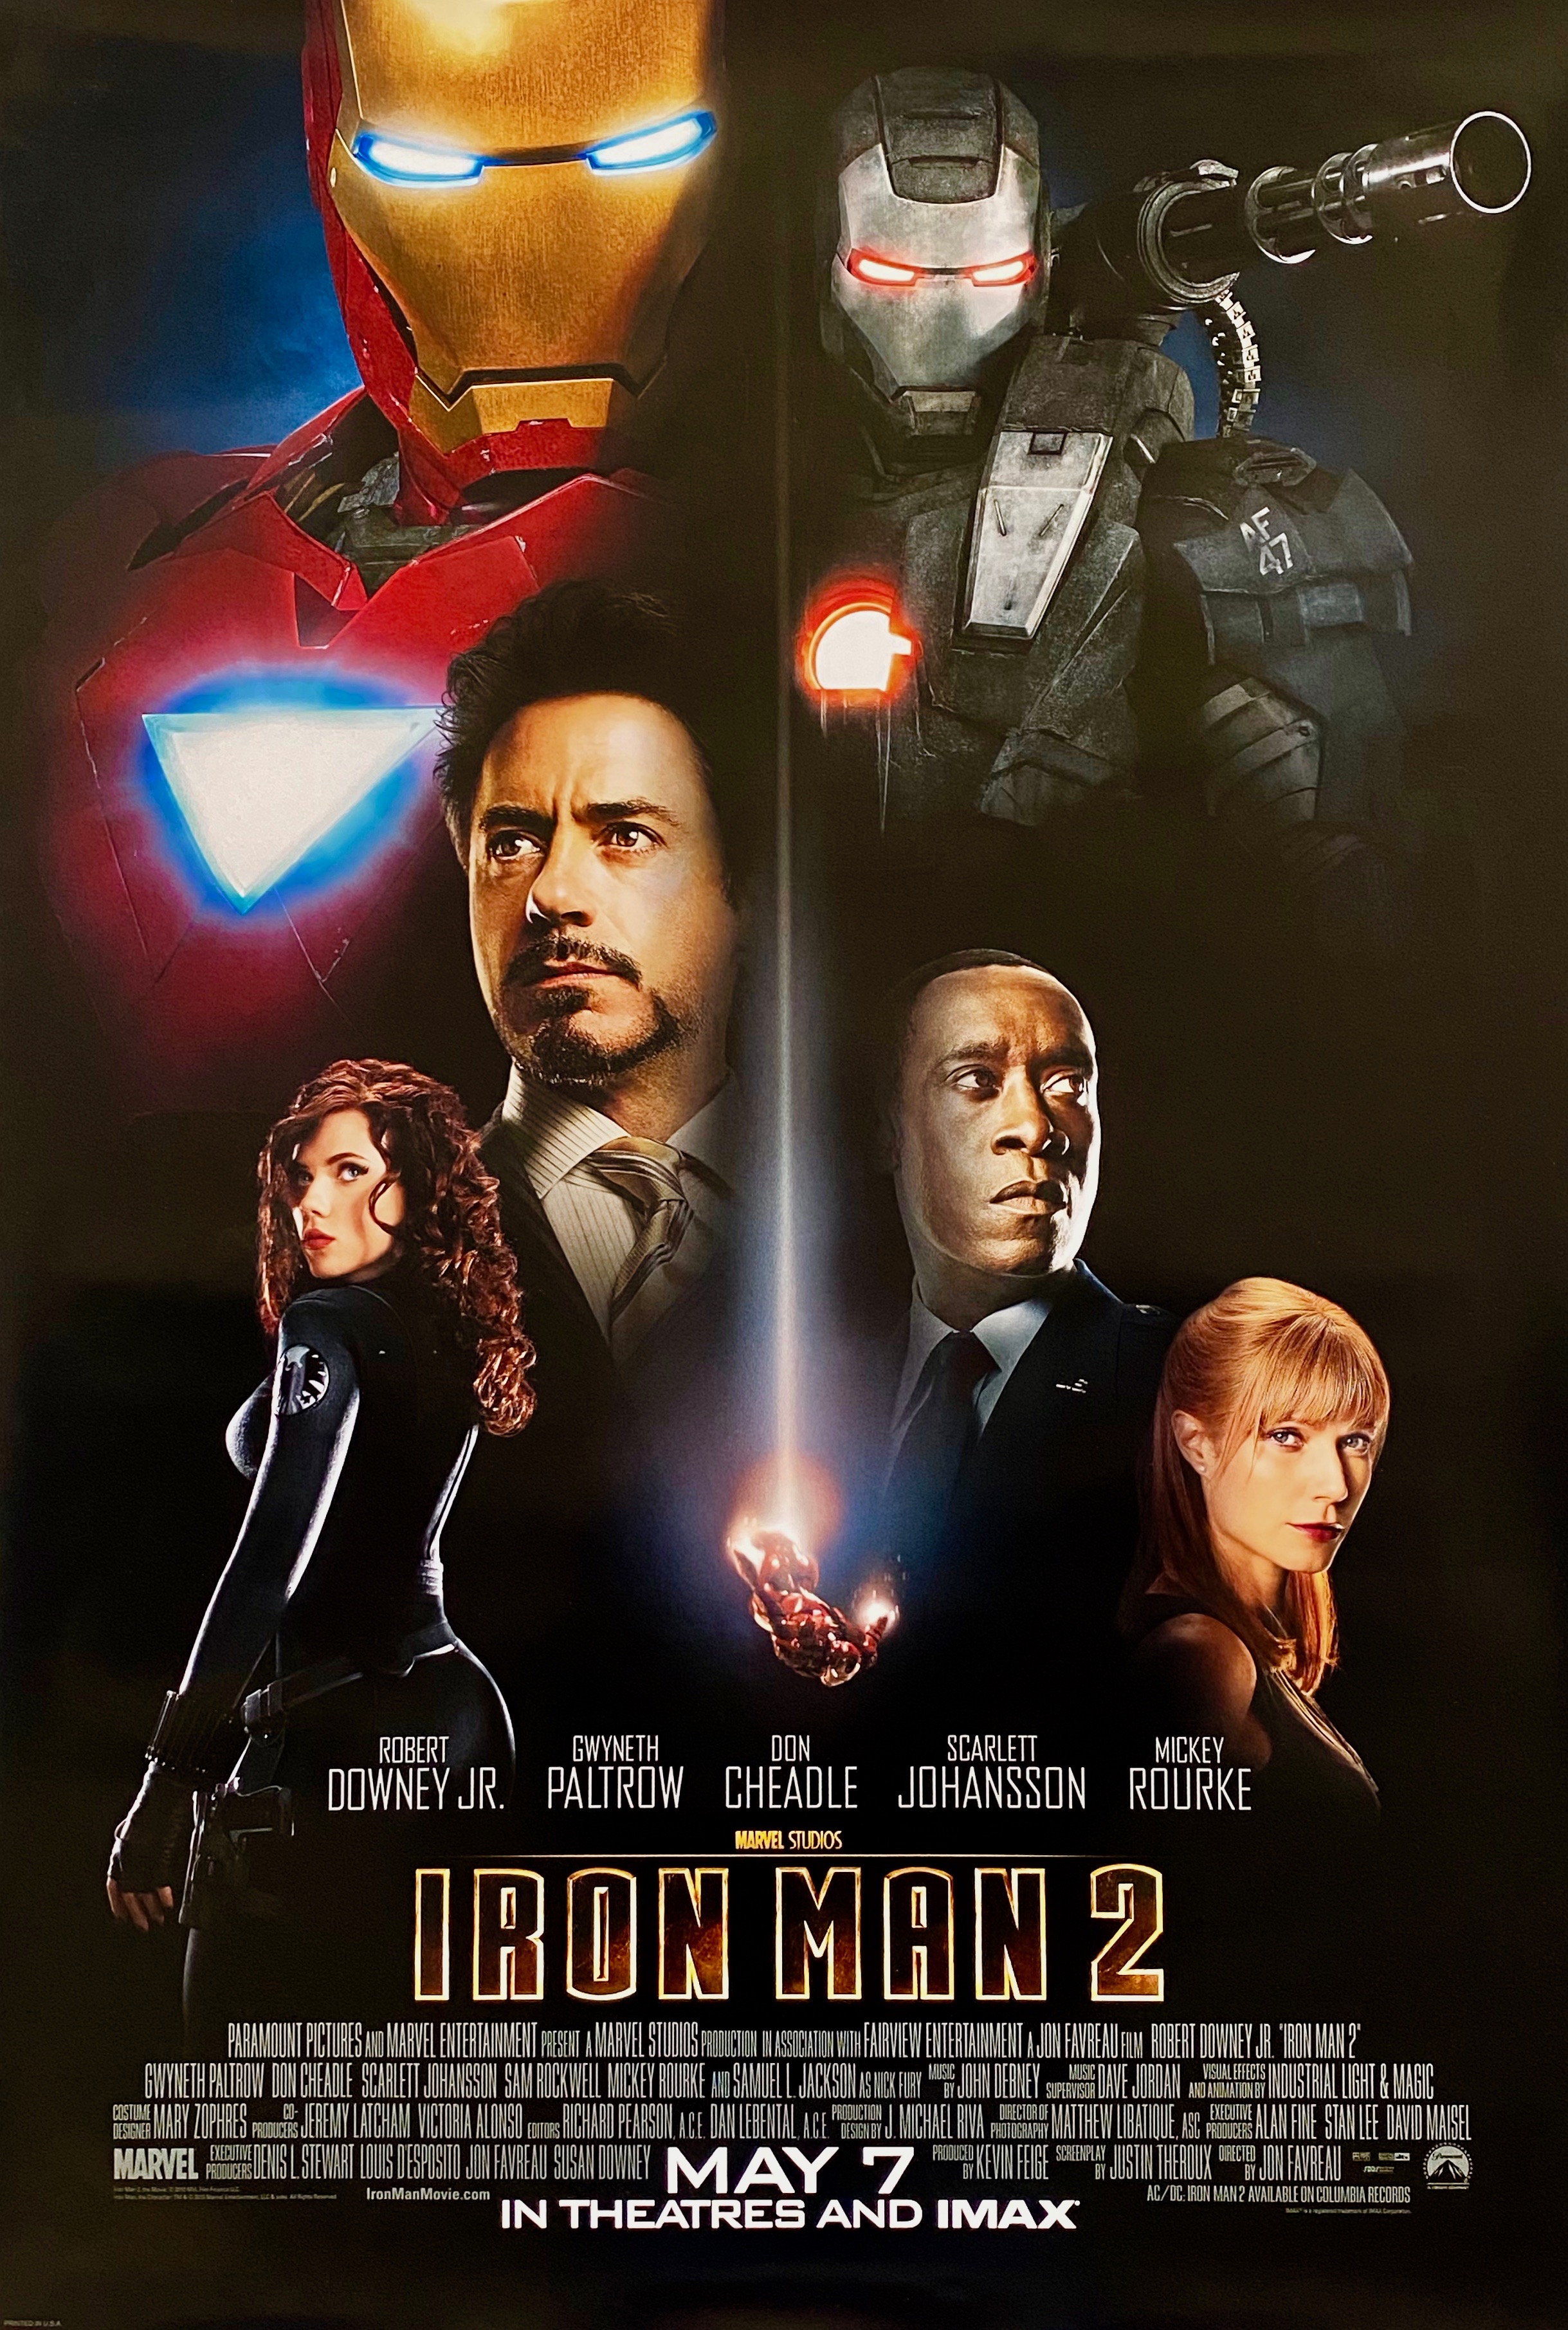 AF
47
ROBERT DOWNEY JR.
GWYNETH PALTROW
DON CHEADLE
SCARLETT JOHANSSON
MICKEY ROURKE
MARVEL STUDIOS
IRON MAN 2
PARAMOUNT PICTURES AND MARVEL ENTERTAINMENT PRESENT A MARVEL STUDIOS PRODUCTION IN ASSOCIATION WITH FAIRVIEW ENTERTAINMENT A JON FAVREAU FILM ROBERT DOWNEY JR. "IRON MAN 2"
GWYNETH PALTROW DON CHEADLE SCARLETT JOHANSSON SAM ROCKWELL MICKEY ROURKE AND SAMUEL L. JACKSON AS NICK FURY MUSIC BY JOHN DEBNEY MUSIC SUPERVISOR DAVE JORDAN VISUAL EFFECTS AND ANIMATION BY INDUSTRIAL LIGHT & MAGIC
COSTUME DESIGNER MARY ZOPHRES CO-PRODUCERS JEREMY LATCHAM VICTORIA ALONSO EDITORS RICHARD PEARSON, A.C.E. DAN LEBENTAL, A.C.E. PRODUCTION DESIGN BY J. MICHAEL RIVA DIRECTOR OF PHOTOGRAPHY MATTHEW LIBATIQUE, ASC EXECUTIVE PRODUCERS ALAN FINE STAN LEE DAVID MAISEL
MARVEL EXECUTIVE PRODUCERS DENIS L. STEWART LOUIS D'ESPOSITO JON FAVREAU SUSAN DOWNEY PRODUCED BY KEVIN FEIGE SCREENPLAY BY JUSTIN THEROUX DIRECTED BY JON FAVREAU Paramount
MAY 7
IronManMovie.com
AC/DC: IRON MAN 2 AVAILABLE ON COLUMBIA RECORDS
IN THEATRES AND IMAX
PRINTED IN U.S.A.